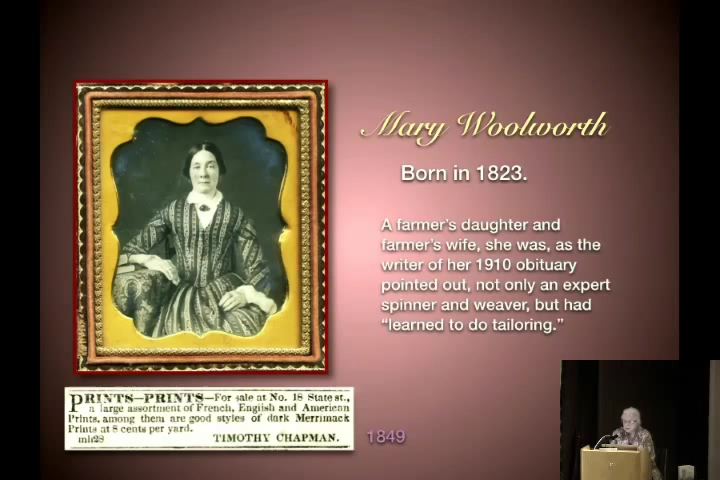 Mary Woolworth
Born in 1823.
A farmer's daughter and
farmer's wife, she was, as the
writer of her 1910 obituary
pointed out, not only an expert
spinner and weaver, but had
“learned to do tailoring.”
PRINTS—PRINTS—For sale at No. 18 State st.,
a large assortment of French, English and American
Prints, among them are good styles of dark Merrimack
Prints at 8 cents per yard.
mh28 TIMOTHY CHAPMAN.
1849